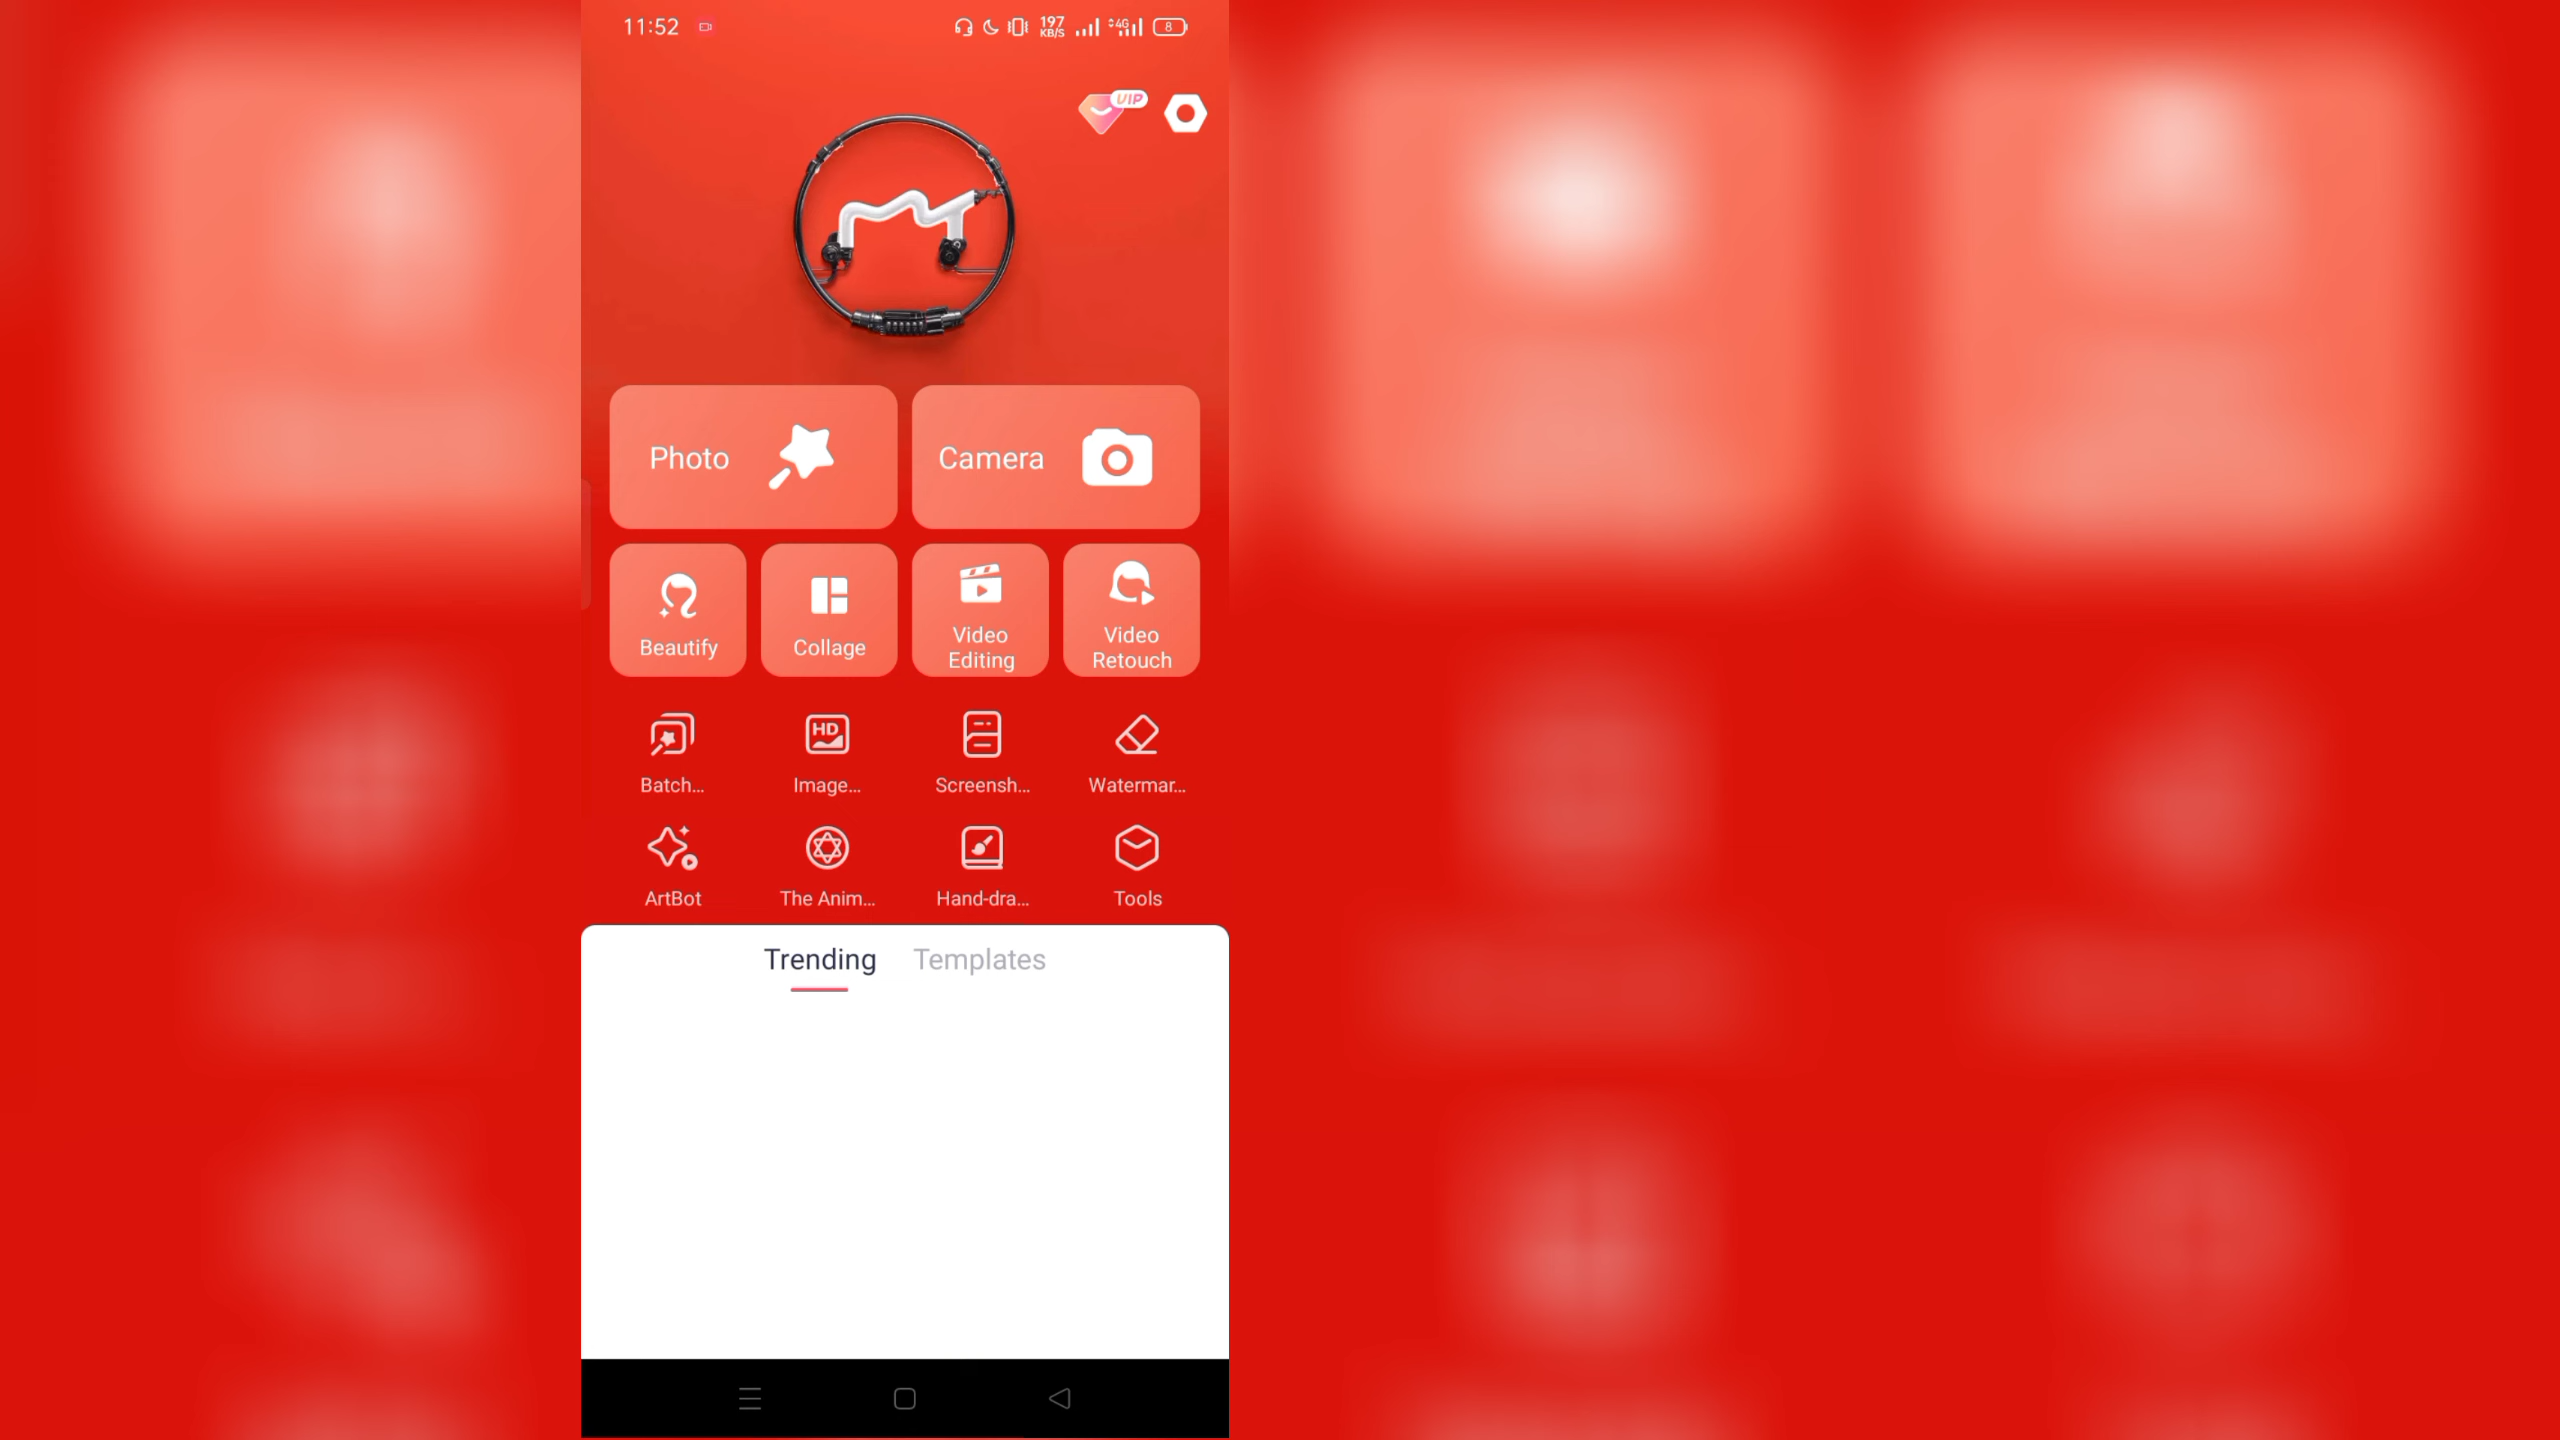 11:52 197 KB/S 4G 8
VIP
Photo Camera
Beautify Collage Video Editing Video Retouch
HD
Batch... Image... Screensh... Watermar...
ArtBot The Anim... Hand-dra... Tools
Trending Templates